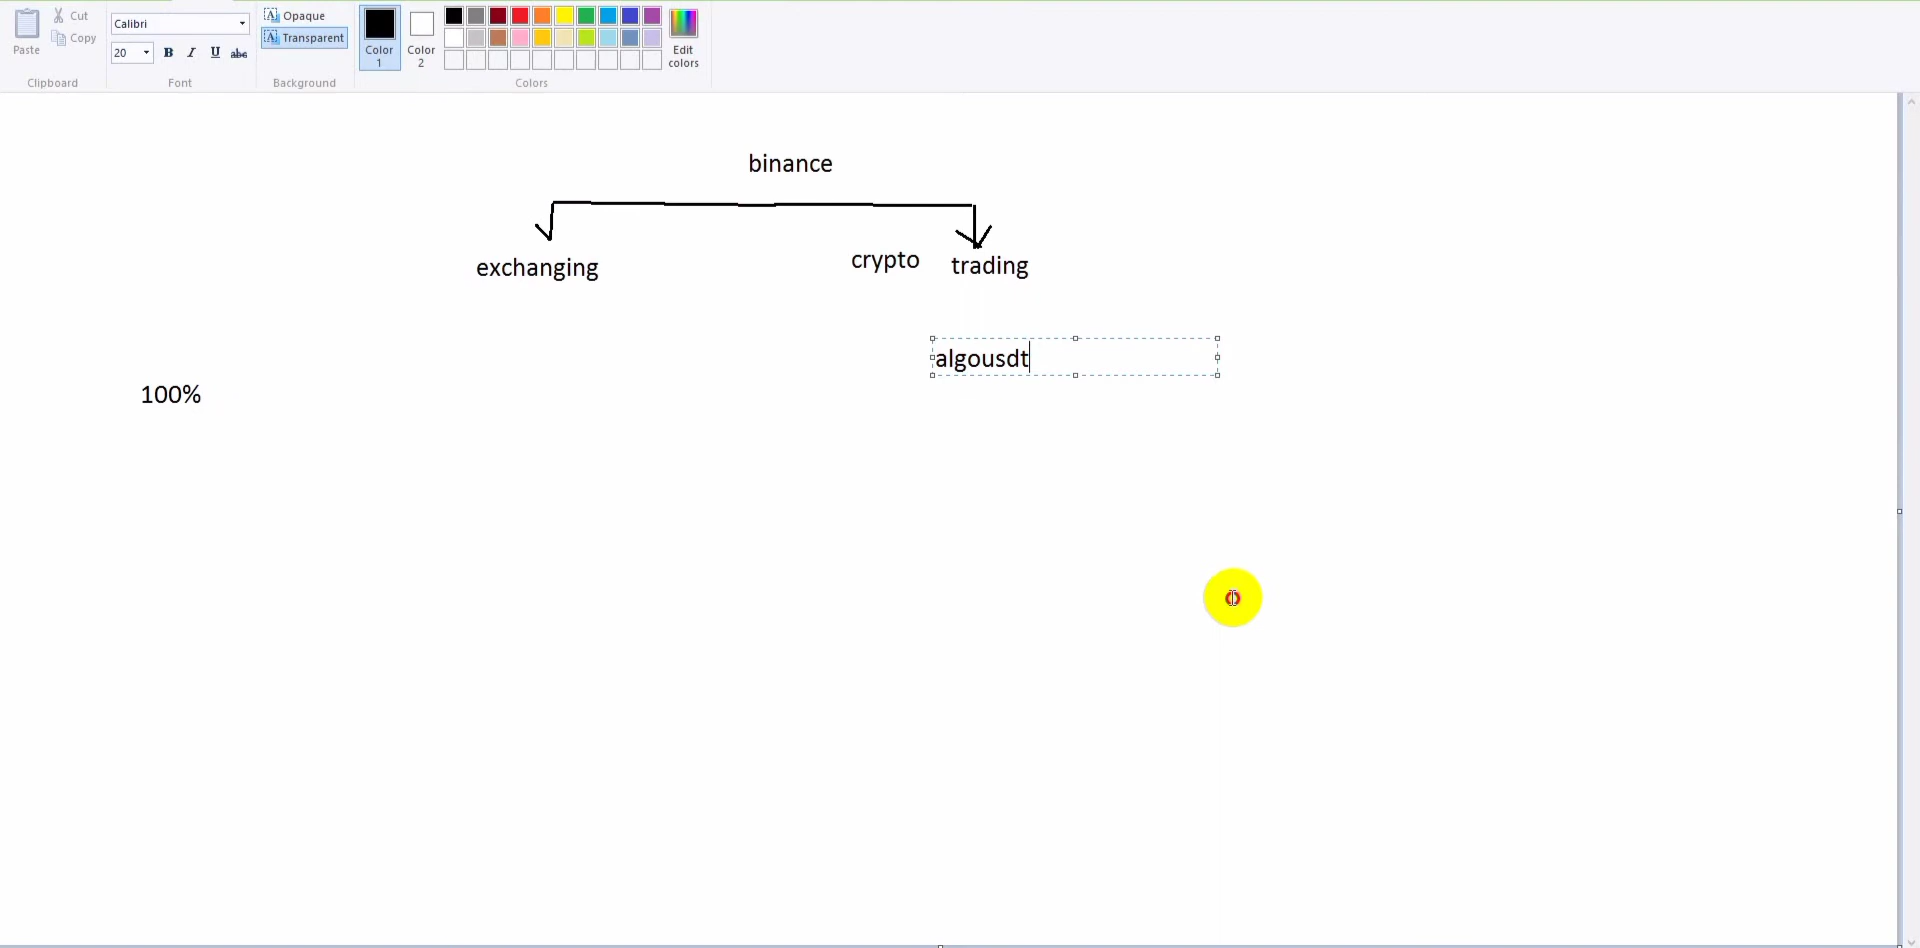 Paste
Cut
Copy
Clipboard
Calibri
20
B I U abc
Font
Opaque
Transparent
Background
Color 1
Color 2
Edit colors
Colors
binance
exchanging
crypto trading
algousdt
100%